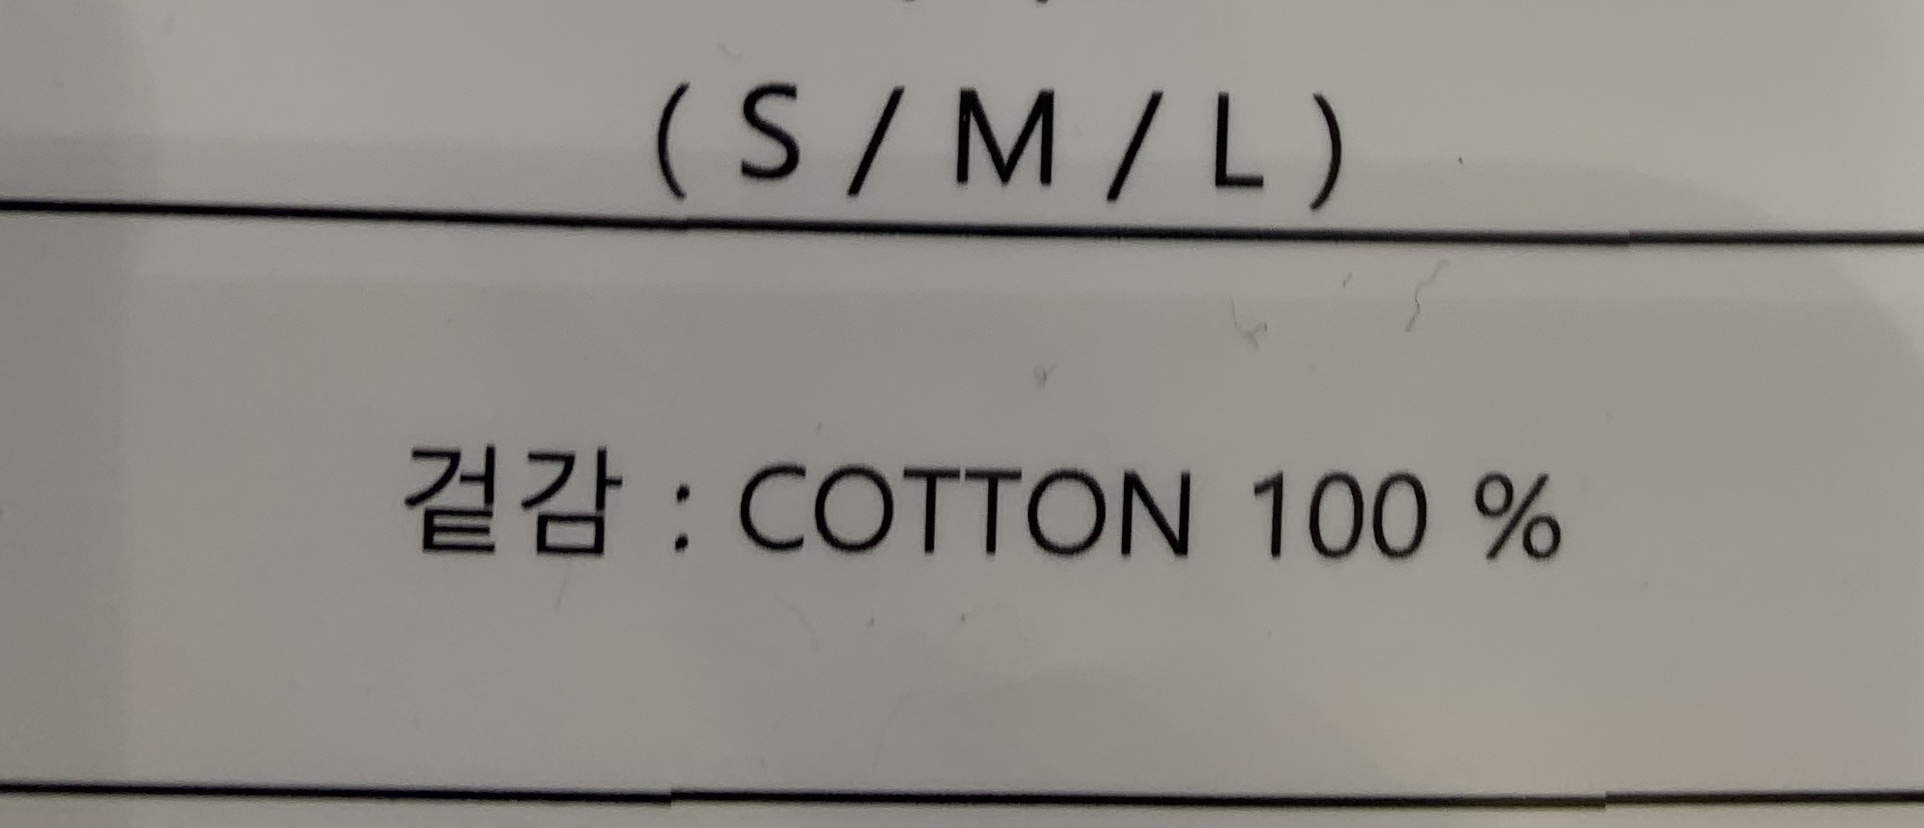 ( S / M / L )
겉감 : COTTON 100 %